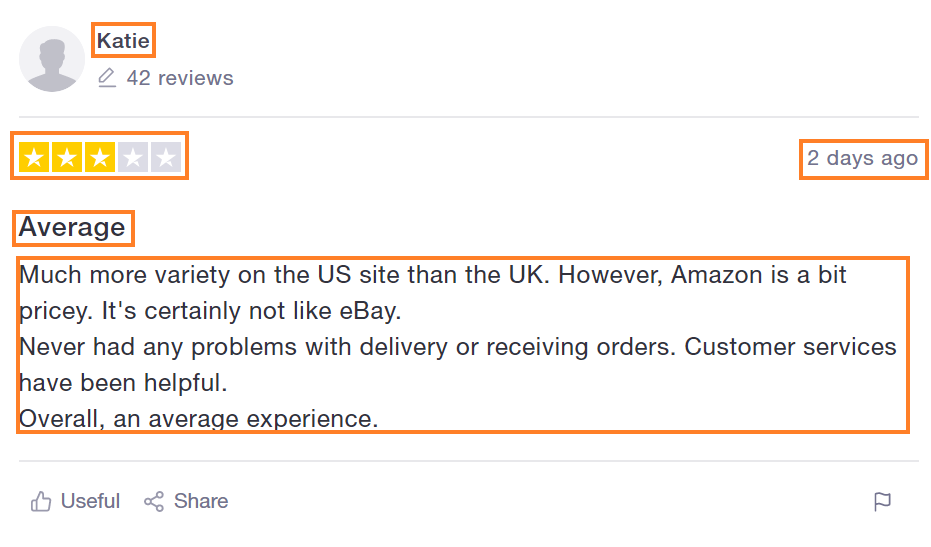 Katie
42 reviews
2 days ago
Average
Much more variety on the US site than the UK. However, Amazon is a bit
pricey. It's certainly not like eBay.
Never had any problems with delivery or receiving orders. Customer services
have been helpful.
Overall, an average experience.
Useful
Share